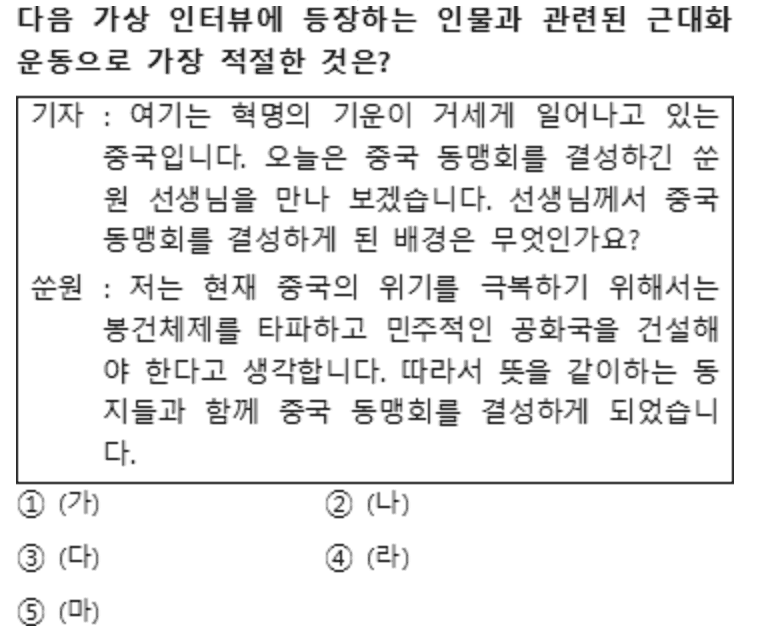 다음 가상 인터뷰에 등장하는 인물과 관련된 근대화
운동으로 가장 적절한 것은?
기자 : 여기는 혁명의 기운이 거세게 일어나고 있는
중국입니다. 오늘은 중국 동맹회를 결성하긴 쑨
원 선생님을 만나 보겠습니다. 선생님께서 중국
동맹회를 결성하게 된 배경은 무엇인가요?
쑨원 : 저는 현재 중국의 위기를 극복하기 위해서는
봉건체제를 타파하고 민주적인 공화국을 건설해
야 한다고 생각합니다. 따라서 뜻을 같이하는 동
지들과 함께 중국 동맹회를 결성하게 되었습니
다.
① (가) ② (나)
③ (다) ④ (라)
⑤ (마)